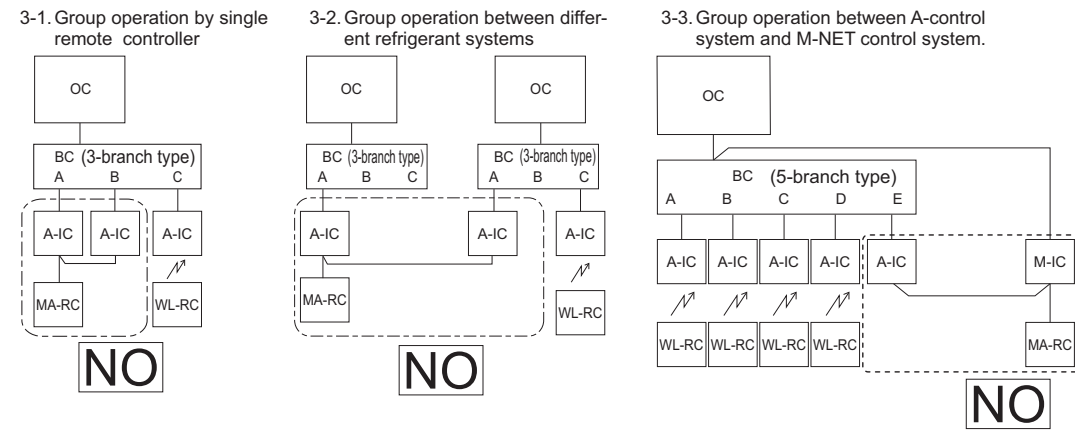 3-1. Group operation by single
remote controller
OC
BC (3-branch type)
A B C
A-IC A-IC A-IC
MA-RC WL-RC
NO
3-2. Group operation between differ-
ent refrigerant systems
OC OC
BC (3-branch type) BC (3-branch type)
A B C A B C
A-IC A-IC A-IC
MA-RC WL-RC
NO
3-3. Group operation between A-control
system and M-NET control system.
OC
BC (5-branch type)
A B C D E
A-IC A-IC A-IC A-IC A-IC M-IC
WL-RC WL-RC WL-RC WL-RC MA-RC
NO